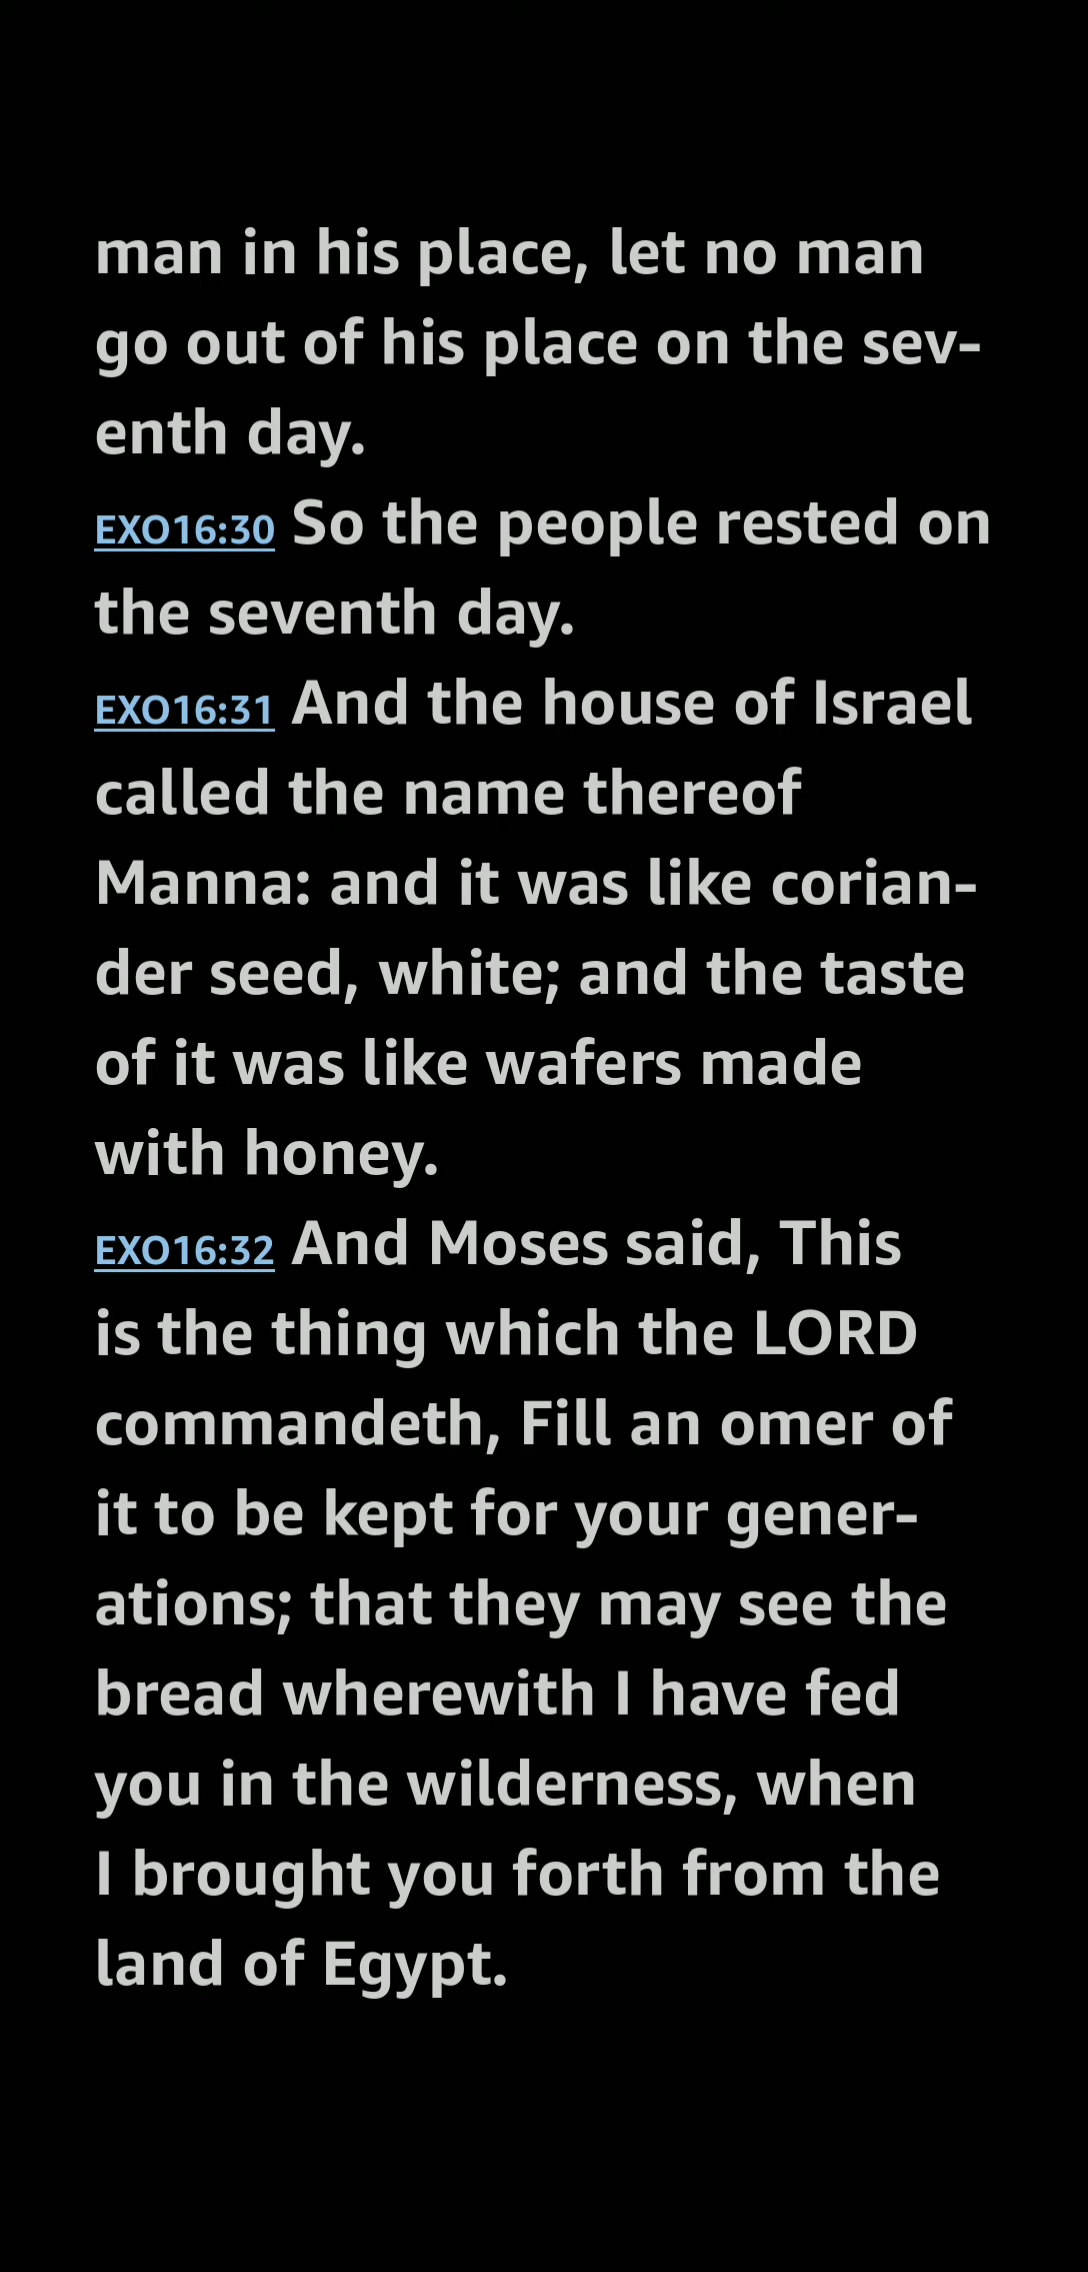 man in his place, let no man
go out of his place on the sev-
enth day.
EXO16:30 So the people rested on
the seventh day.
EXO16:31 And the house of Israel
called the name thereof
Manna: and it was like corian-
der seed, white; and the taste
of it was like wafers made
with honey.
EXO16:32 And Moses said, This
is the thing which the LORD
commandeth, Fill an omer of
it to be kept for your gener-
ations; that they may see the
bread wherewith I have fed
you in the wilderness, when
I brought you forth from the
land of Egypt.